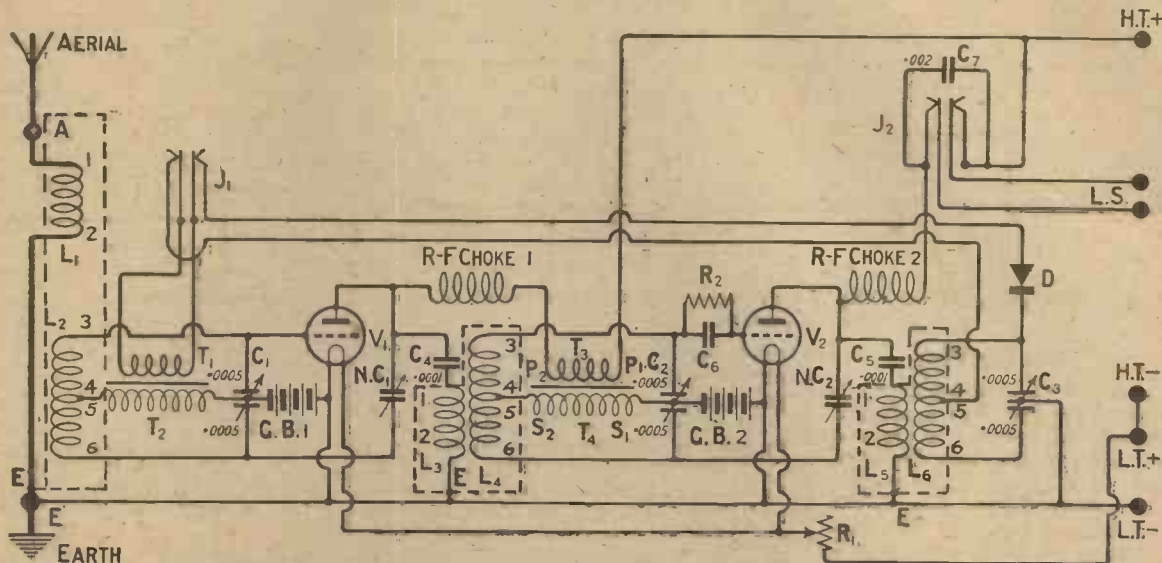 AERIAL
A
1
2
L1
J1
H.T.+
.002
C7
J2
L.S.
R-F CHOKE 1
R-F CHOKE 2
D
R2
C6
L2
3
4
5
6
T1
T2
.0005
C1
.0005
G.B.1
V1
N.C1
C4
.0001
1
2
L3
E
3
4
5
6
L4
P2
T3
P1
C2
.0005
S2
T4
S1
.0005
G.B.2
V2
N.C2
C5
.0001
1
2
L5
E
3
4
5
6
L6
.0005
C3
.0005
H.T.-
L.T.+
L.T.-
R1
E
E
EARTH